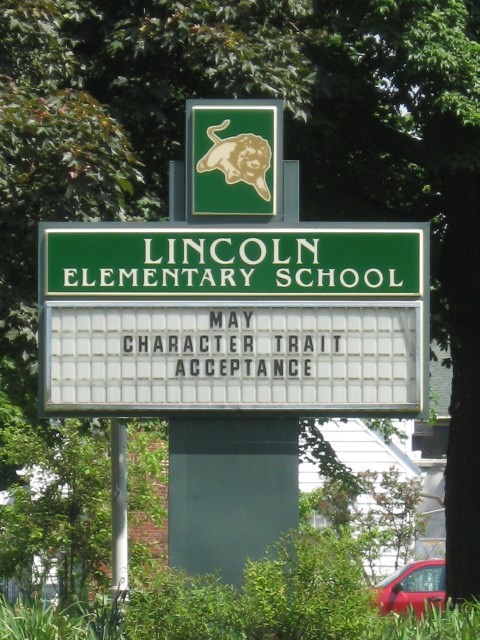 LINCOLN
ELEMENTARY SCHOOL
MAY
CHARACTER TRAIT
ACCEPTANCE